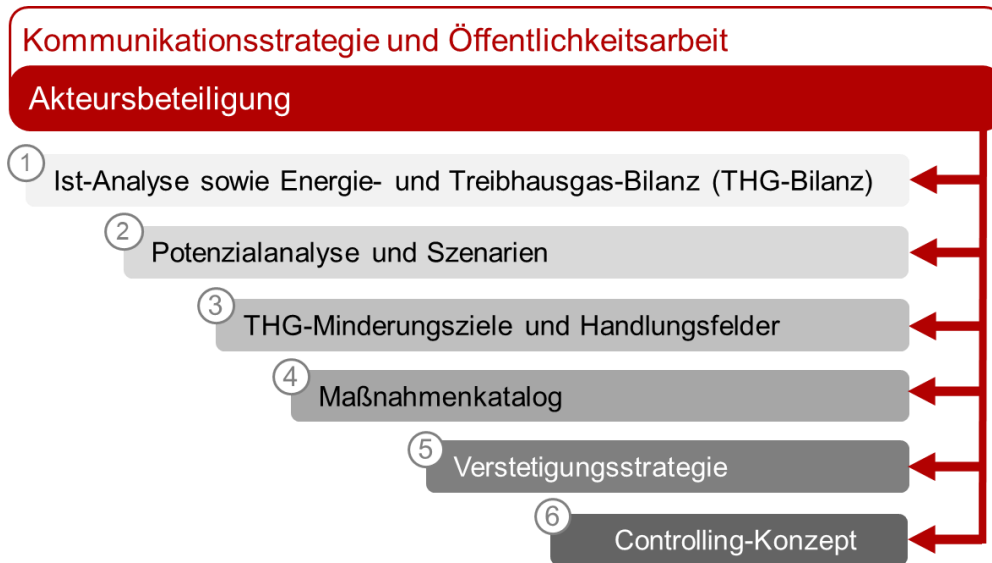 Kommunikationsstrategie und Öffentlichkeitsarbeit
Akteursbeteiligung
1
Ist-Analyse sowie Energie- und Treibhausgas-Bilanz (THG-Bilanz)
2
Potenzialanalyse und Szenarien
3
THG-Minderungsziele und Handlungsfelder
4
Maßnahmenkatalog
5
Verstetigungsstrategie
6
Controlling-Konzept